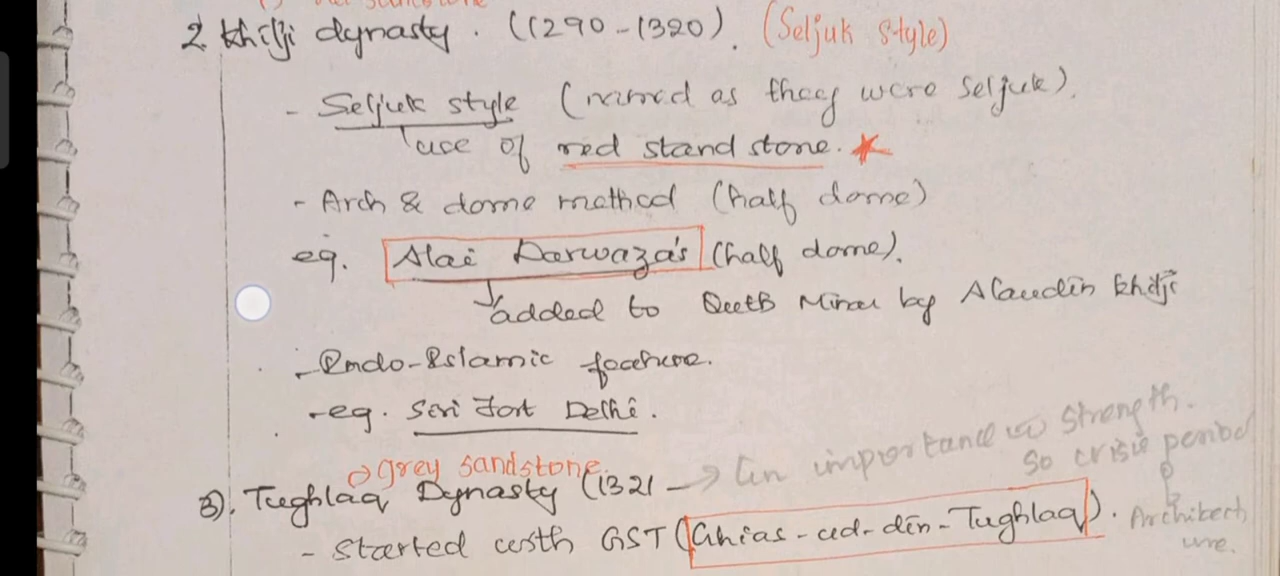 2 Khilji dynasty. (1290-1320). (Seljuk Style)
- Seljuk style (named as they were Seljuk).
use of red stand stone.
- Arch & dome method (half dome)
eg. Alai Darwaza's (half dome).
added to Qutb Minar by Alaudin Khilji
- Indo-Islamic feature.
- eg. Siri Fort Delhi.
grey sandstone
3). Tughlaq Dynasty (1321 → Gn importance to strength.
so crisis period
Architect
ure.
- Started with GST (Ghias-ud-din-Tughlaq).